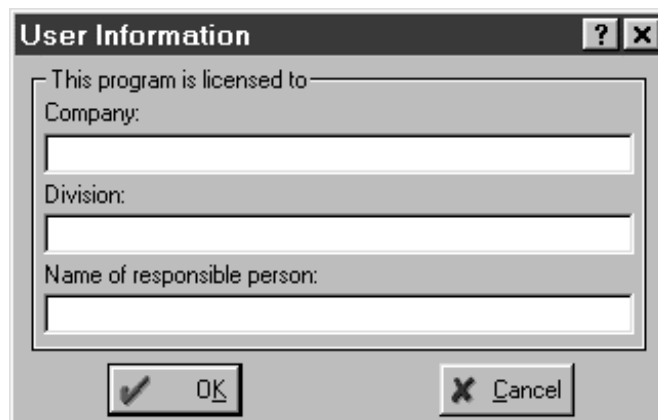 User Information
This program is licensed to
Company:
Division:
Name of responsible person:
OK
Cancel